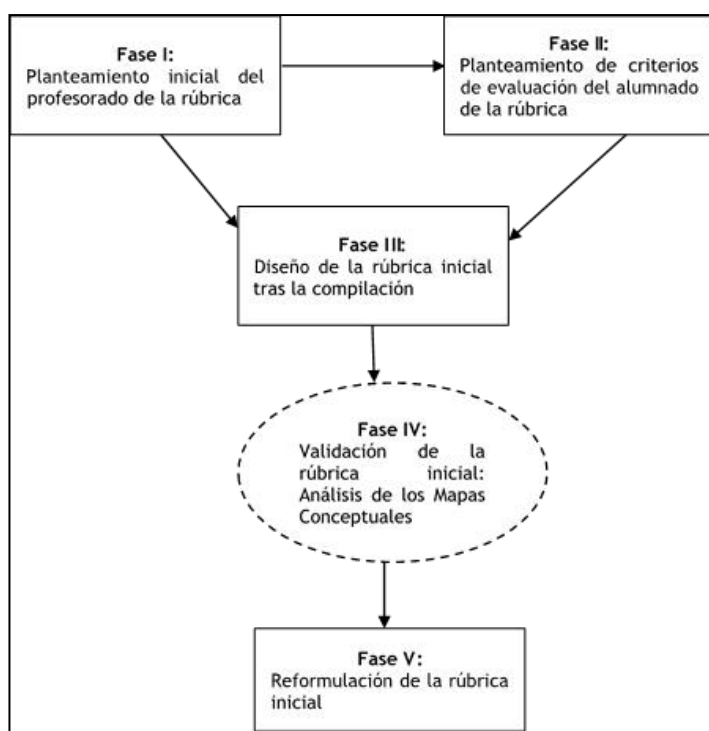 Fase I:
Planteamiento inicial del
profesorado de la rúbrica
Fase II:
Planteamiento de criterios
de evaluación del alumnado
de la rúbrica
Fase III:
Diseño de la rúbrica inicial
tras la compilación
Fase IV:
Validación de la
rúbrica inicial:
Análisis de los Mapas
Conceptuales
Fase V:
Reformulación de la rúbrica
inicial